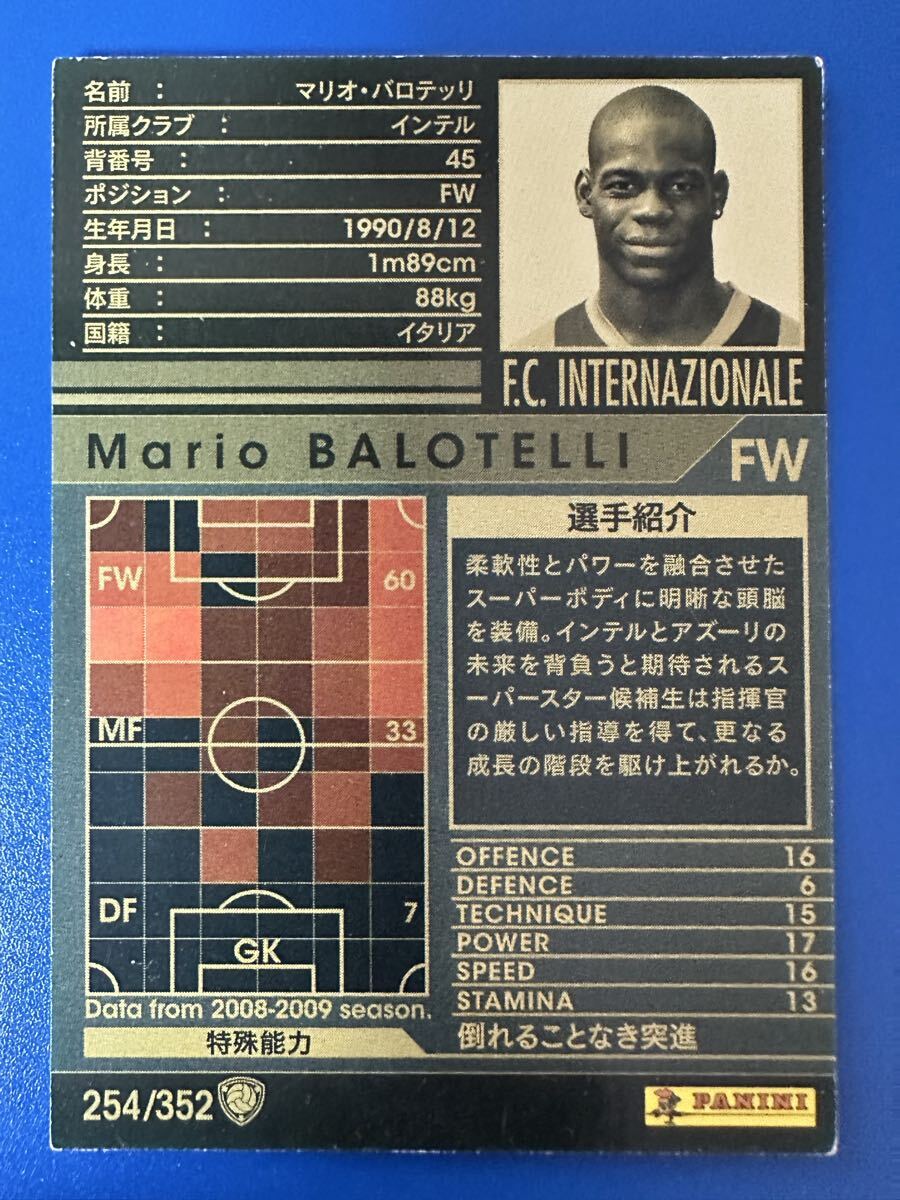 名前 : マリオ・バロテッリ
所属クラブ : インテル
背番号 : 45
ポジション : FW
生年月日 : 1990/8/12
身長 : 1m89cm
体重 : 88kg
国籍 : イタリア
F.C. INTERNAZIONALE
Mario BALOTELLI
FW
FW 60
MF 33
DF 7
GK
Data from 2008-2009 season.
選手紹介
柔軟性とパワーを融合させた
スーパーボディに明晰な頭脳
を装備。インテルとアズーリの
未来を背負うと期待されるス
ーパースター候補生は指揮官
の厳しい指導を得て、更なる
成長の階段を駆け上がれるか。
OFFENCE 16
DEFENCE 6
TECHNIQUE 15
POWER 17
SPEED 16
STAMINA 13
特殊能力
倒れることなき突進
254/352
PANINI